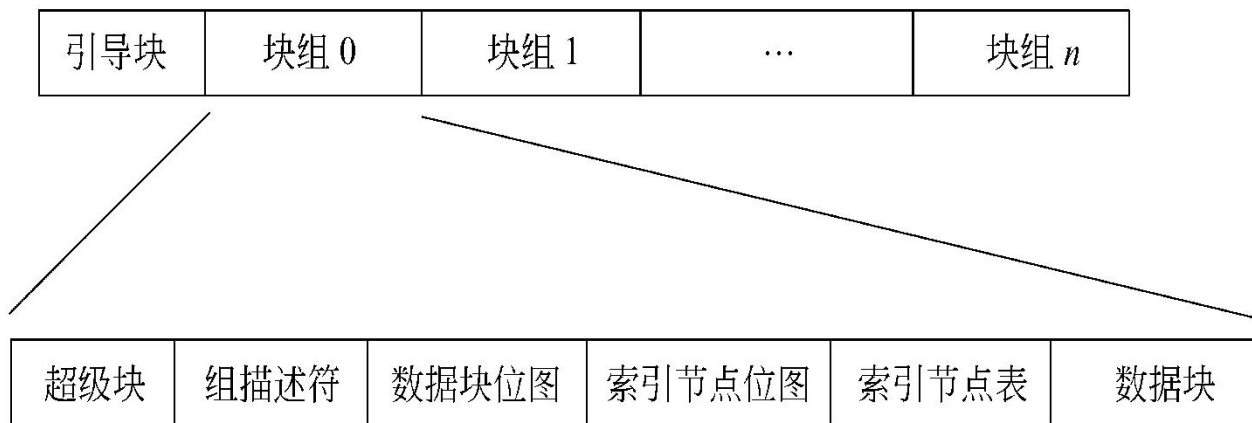 引导块 块组 0 块组 1 … 块组 n
超级块 组描述符 数据块位图 索引节点位图 索引节点表 数据块